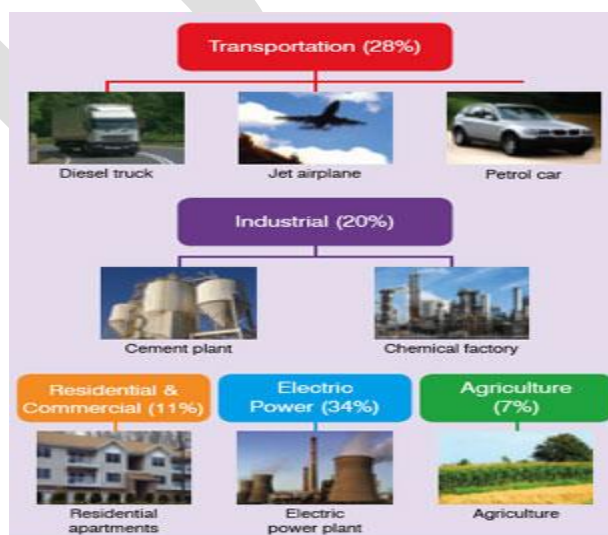 Transportation (28%)
Diesel truck
Jet airplane
Petrol car
Industrial (20%)
Cement plant
Chemical factory
Residential &
Commercial (11%)
Electric
Power (34%)
Agriculture
(7%)
Residential
apartments
Electric
power plant
Agriculture